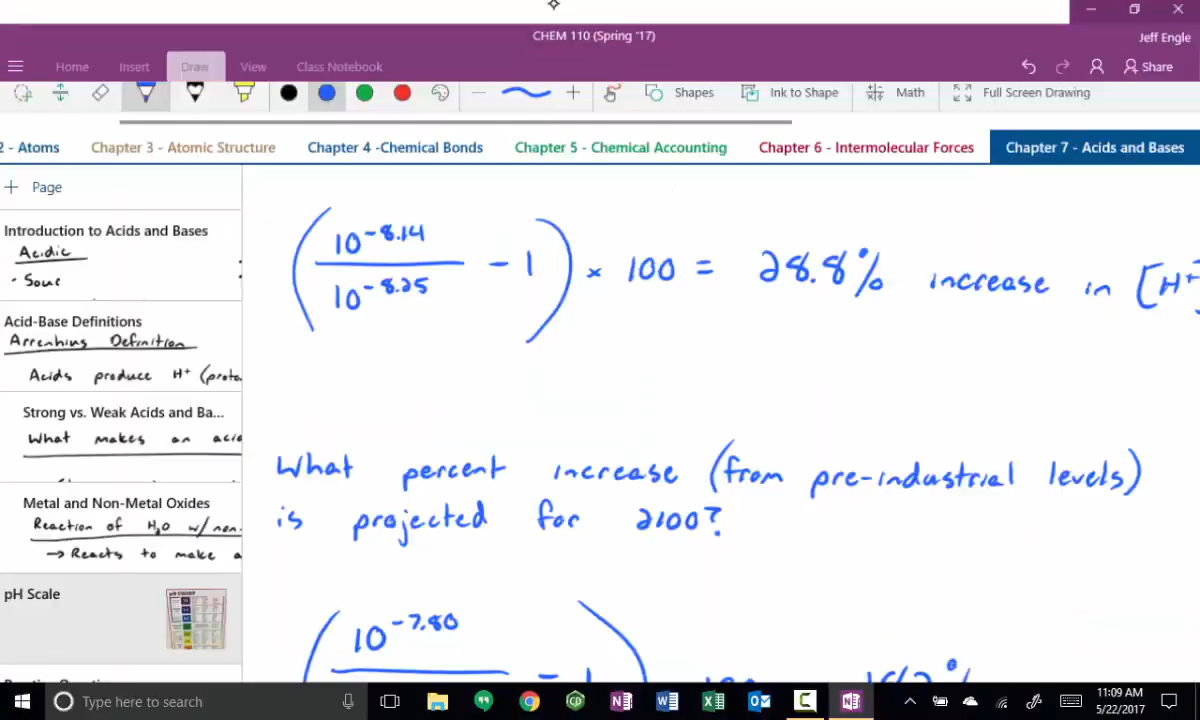 CHEM 110 (Spring '17)
Jeff Engle
Home Insert Draw View Class Notebook Share
Shapes Ink to Shape Math Full Screen Drawing
2 - Atoms Chapter 3 - Atomic Structure Chapter 4 -Chemical Bonds Chapter 5 - Chemical Accounting Chapter 6 - Intermolecular Forces Chapter 7 - Acids and Bases
+ Page
Introduction to Acids and Bases
Acidic
· Sour
Acid-Base Definitions
Arrenhius Definition
Acids produce H⁺ (proto
Strong vs. Weak Acids and Ba...
What makes an acid
Metal and Non-Metal Oxides
Reaction of H₂O w/ non-
→ Reacts to make a
pH Scale
(10^-8.14 / 10^-8.25 - 1) × 100 = 28.8% increase in [H⁺]
What percent increase (from pre-industrial levels)
is projected for 2100?
(10^-7.80 - 1)
Type here to search
11:09 AM
5/22/2017